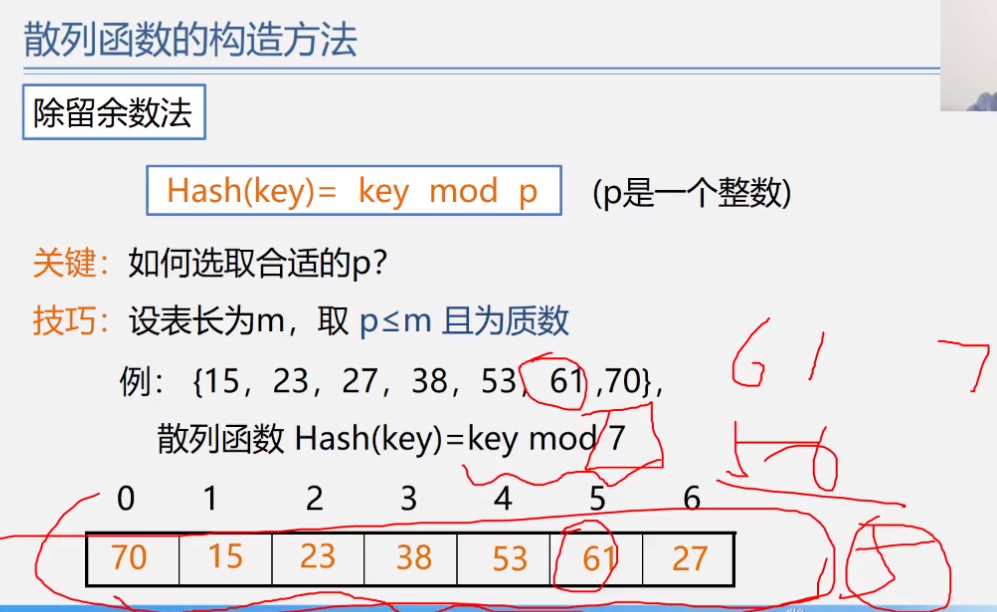 散列函数的构造方法
除留余数法
Hash(key)= key mod p (p是一个整数)
关键：如何选取合适的p？
技巧：设表长为m，取 p≤m 且为质数
例： {15，23，27，38，53，61 ,70}，
散列函数 Hash(key)=key mod 7
0 1 2 3 4 5 6
70 15 23 38 53 61 27
61 7
5